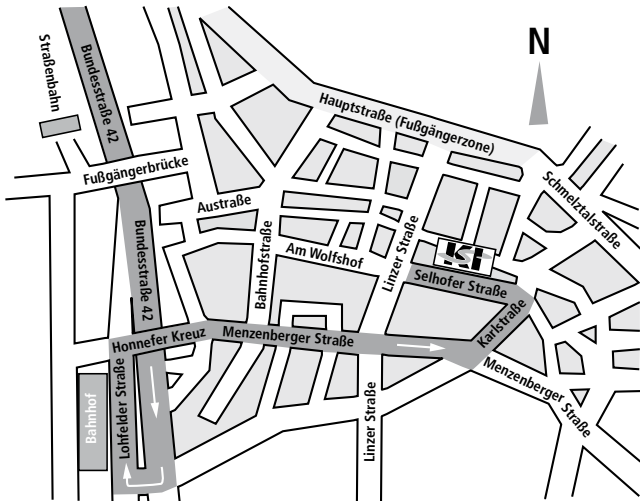 N
Straßenbahn
Bundesstraße 42
Hauptstraße (Fußgängerzone)
Fußgängerbrücke
Schmelztalstraße
Austraße
Bundesstraße 42
Bahnhofstraße
Am Wolfshof
Linzer Straße
KSI
Selhofer Straße
Honnefer Kreuz
Menzenberger Straße
Karlstraße
Menzenberger Straße
Bahnhof
Lohfelder Straße
Linzer Straße